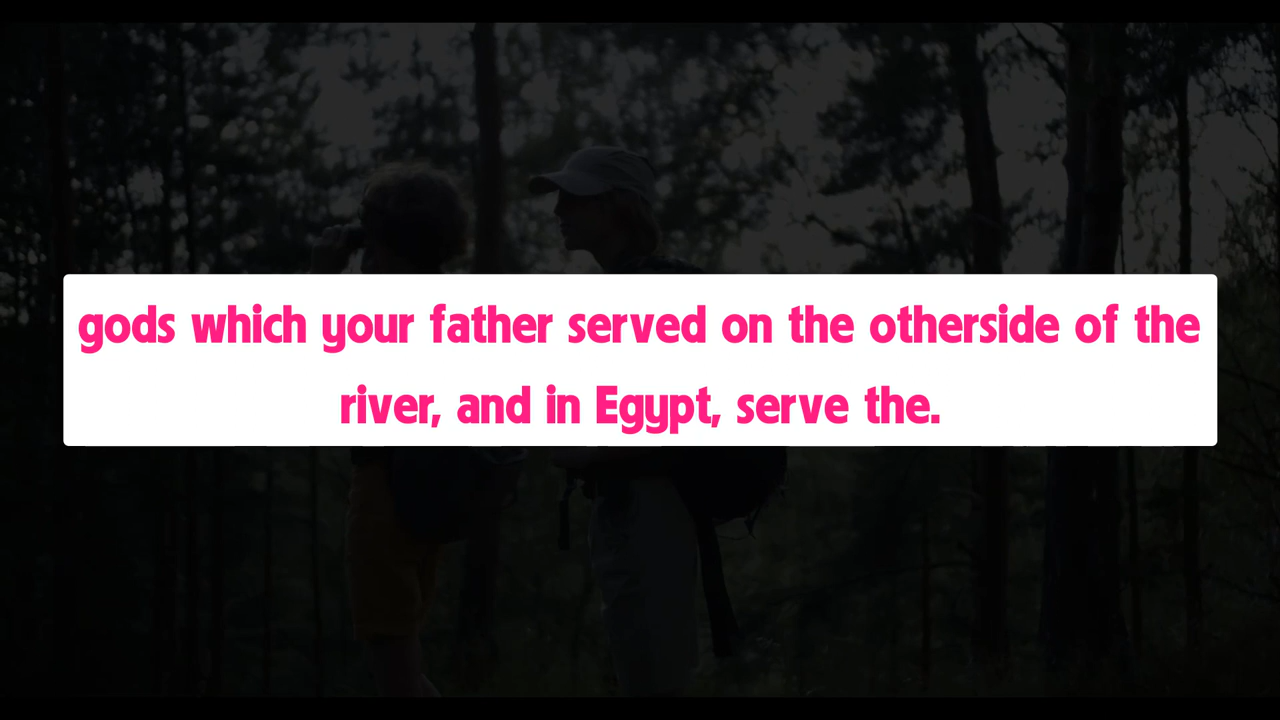 gods which your father served on the otherside of the
river, and in Egypt, serve the.